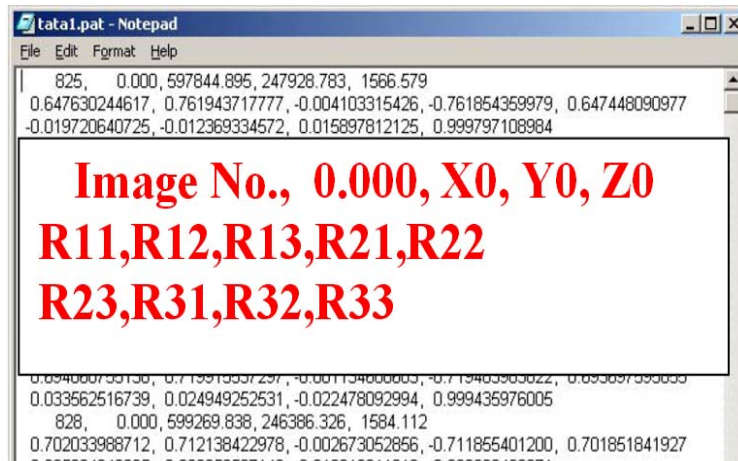 tata1.pat - Notepad
File Edit Format Help
825, 0.000, 597844.895, 247928.783, 1566.579
0.647630244617, 0.761943717777, -0.004103315426, -0.761854359979, 0.647448090977
-0.019720640725, -0.012369334572, 0.015897812125, 0.999797108984
Image No., 0.000, X0, Y0, Z0
R11,R12,R13,R21,R22
R23,R31,R32,R33
0.033562516739, 0.024949252531, -0.022478092994, 0.999435976005
828, 0.000, 599269.838, 246386.326, 1584.112
0.702033988712, 0.712138422978, -0.002673052856, -0.711855401200, 0.701851841927